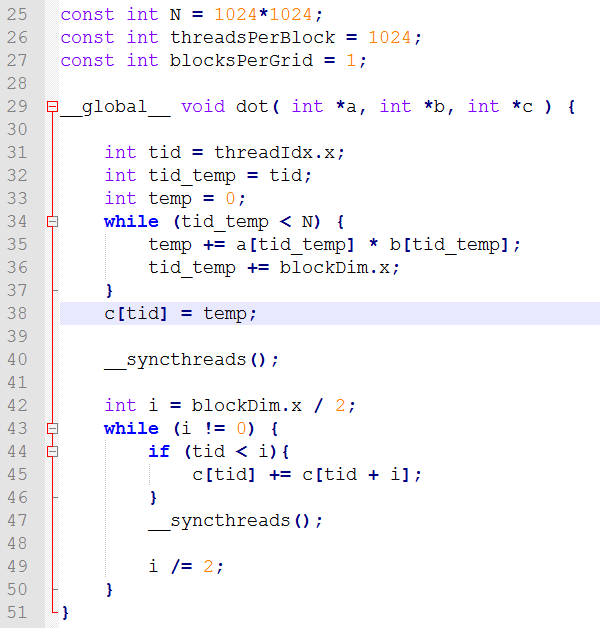 25 const int N = 1024*1024;
26 const int threadsPerBlock = 1024;
27 const int blocksPerGrid = 1;
28
29 __global__ void dot( int *a, int *b, int *c ) {
30
31     int tid = threadIdx.x;
32     int tid_temp = tid;
33     int temp = 0;
34     while (tid_temp < N) {
35         temp += a[tid_temp] * b[tid_temp];
36         tid_temp += blockDim.x;
37     }
38     c[tid] = temp;
39
40     __syncthreads();
41
42     int i = blockDim.x / 2;
43     while (i != 0) {
44         if (tid < i){
45             c[tid] += c[tid + i];
46         }
47         __syncthreads();
48
49         i /= 2;
50     }
51 }